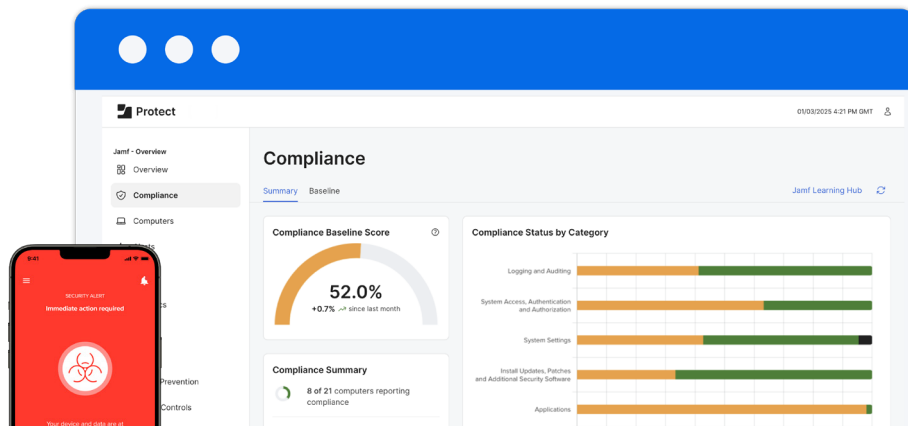 Protect
01/03/2025 4:21 PM GMT
Jamf - Overview
Overview
Compliance
Computers
Prevention
Controls
Compliance
Summary Baseline
Jamf Learning Hub
Compliance Baseline Score
52.0%
+0.7% since last month
Compliance Summary
8 of 21 computers reporting
compliance
Compliance Status by Category
Logging and Auditing
System Access, Authentication
and Authorization
System Settings
Install Updates, Patches
and Additional Security Software
Applications
9:41
SECURITY ALERT
Immediate action required
Your device and data are at